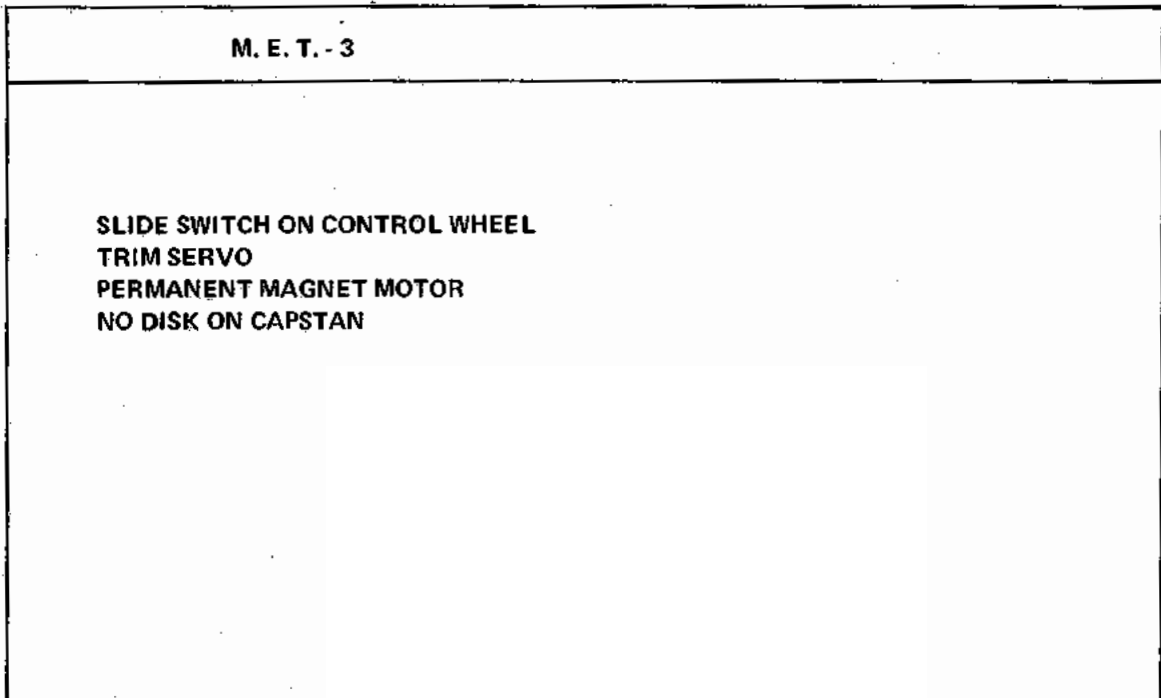 M. E. T. - 3
SLIDE SWITCH ON CONTROL WHEEL
TRIM SERVO
PERMANENT MAGNET MOTOR
NO DISK ON CAPSTAN